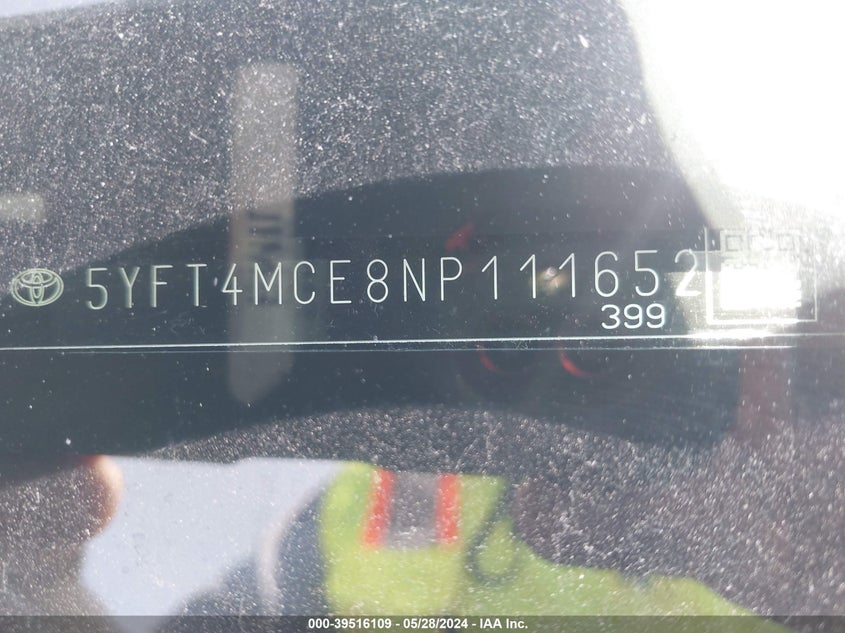 5YFT4MCE8NP111652
399
000-39516109 - 05/28/2024 - IAA Inc.